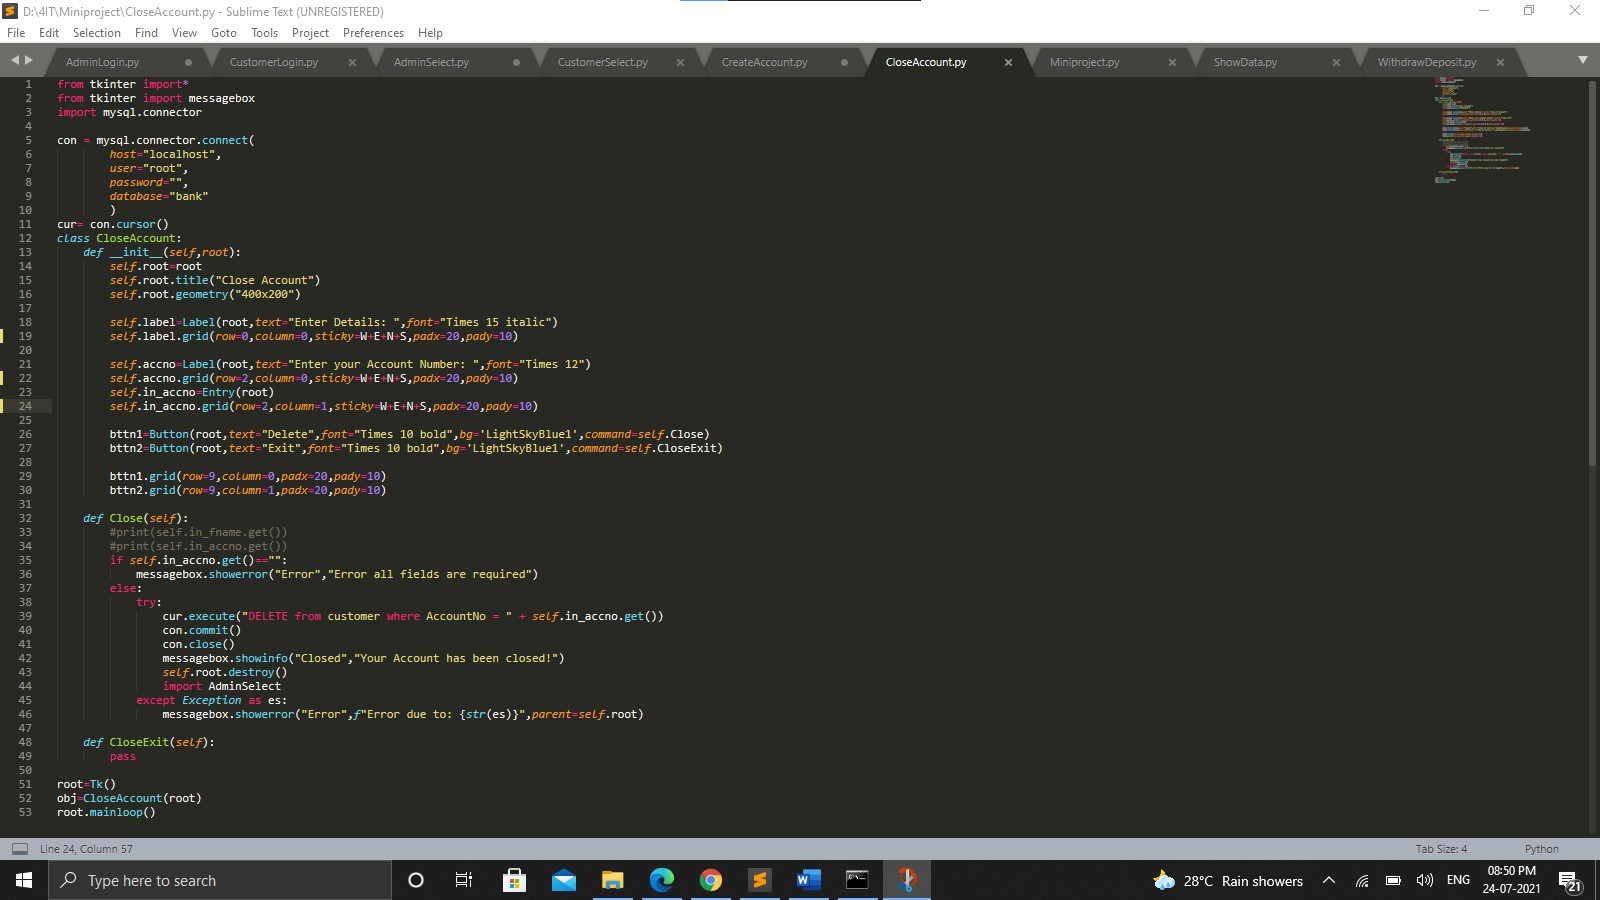 D:\4IT\Miniproject\CloseAccount.py - Sublime Text (UNREGISTERED)
File Edit Selection Find View Goto Tools Project Preferences Help
AdminLogin.py CustomerLogin.py AdminSelect.py CustomerSelect.py CreateAccount.py CloseAccount.py Miniproject.py ShowData.py WithdrawDeposit.py
1 from tkinter import*
2 from tkinter import messagebox
3 import mysql.connector
4
5 con = mysql.connector.connect(
6 host="localhost",
7 user="root",
8 password="",
9 database="bank"
10 )
11 cur= con.cursor()
12 class CloseAccount:
13 def __init__(self,root):
14 self.root=root
15 self.root.title("Close Account")
16 self.root.geometry("400x200")
17
18 self.label=Label(root,text="Enter Details: ",font="Times 15 italic")
19 self.label.grid(row=0,column=0,sticky=W+E+N+S,padx=20,pady=10)
20
21 self.accno=Label(root,text="Enter your Account Number: ",font="Times 12")
22 self.accno.grid(row=2,column=0,sticky=W+E+N+S,padx=20,pady=10)
23 self.in_accno=Entry(root)
24 self.in_accno.grid(row=2,column=1,sticky=W+E+N+S,padx=20,pady=10)
25
26 bttn1=Button(root,text="Delete",font="Times 10 bold",bg='LightSkyBlue1',command=self.Close)
27 bttn2=Button(root,text="Exit",font="Times 10 bold",bg='LightSkyBlue1',command=self.CloseExit)
28
29 bttn1.grid(row=9,column=0,padx=20,pady=10)
30 bttn2.grid(row=9,column=1,padx=20,pady=10)
31
32 def Close(self):
33 #print(self.in_fname.get())
34 #print(self.in_accno.get())
35 if self.in_accno.get()=="":
36 messagebox.showerror("Error","Error all fields are required")
37 else:
38 try:
39 cur.execute("DELETE from customer where AccountNo = " + self.in_accno.get())
40 con.commit()
41 con.close()
42 messagebox.showinfo("Closed","Your Account has been closed!")
43 self.root.destroy()
44 import AdminSelect
45 except Exception as es:
46 messagebox.showerror("Error",f"Error due to: {str(es)}",parent=self.root)
47
48 def CloseExit(self):
49 pass
50
51 root=Tk()
52 obj=CloseAccount(root)
53 root.mainloop()
Line 24, Column 57 Tab Size: 4 Python
Type here to search 28°C Rain showers ENG 08:50 PM
24-07-2021
21